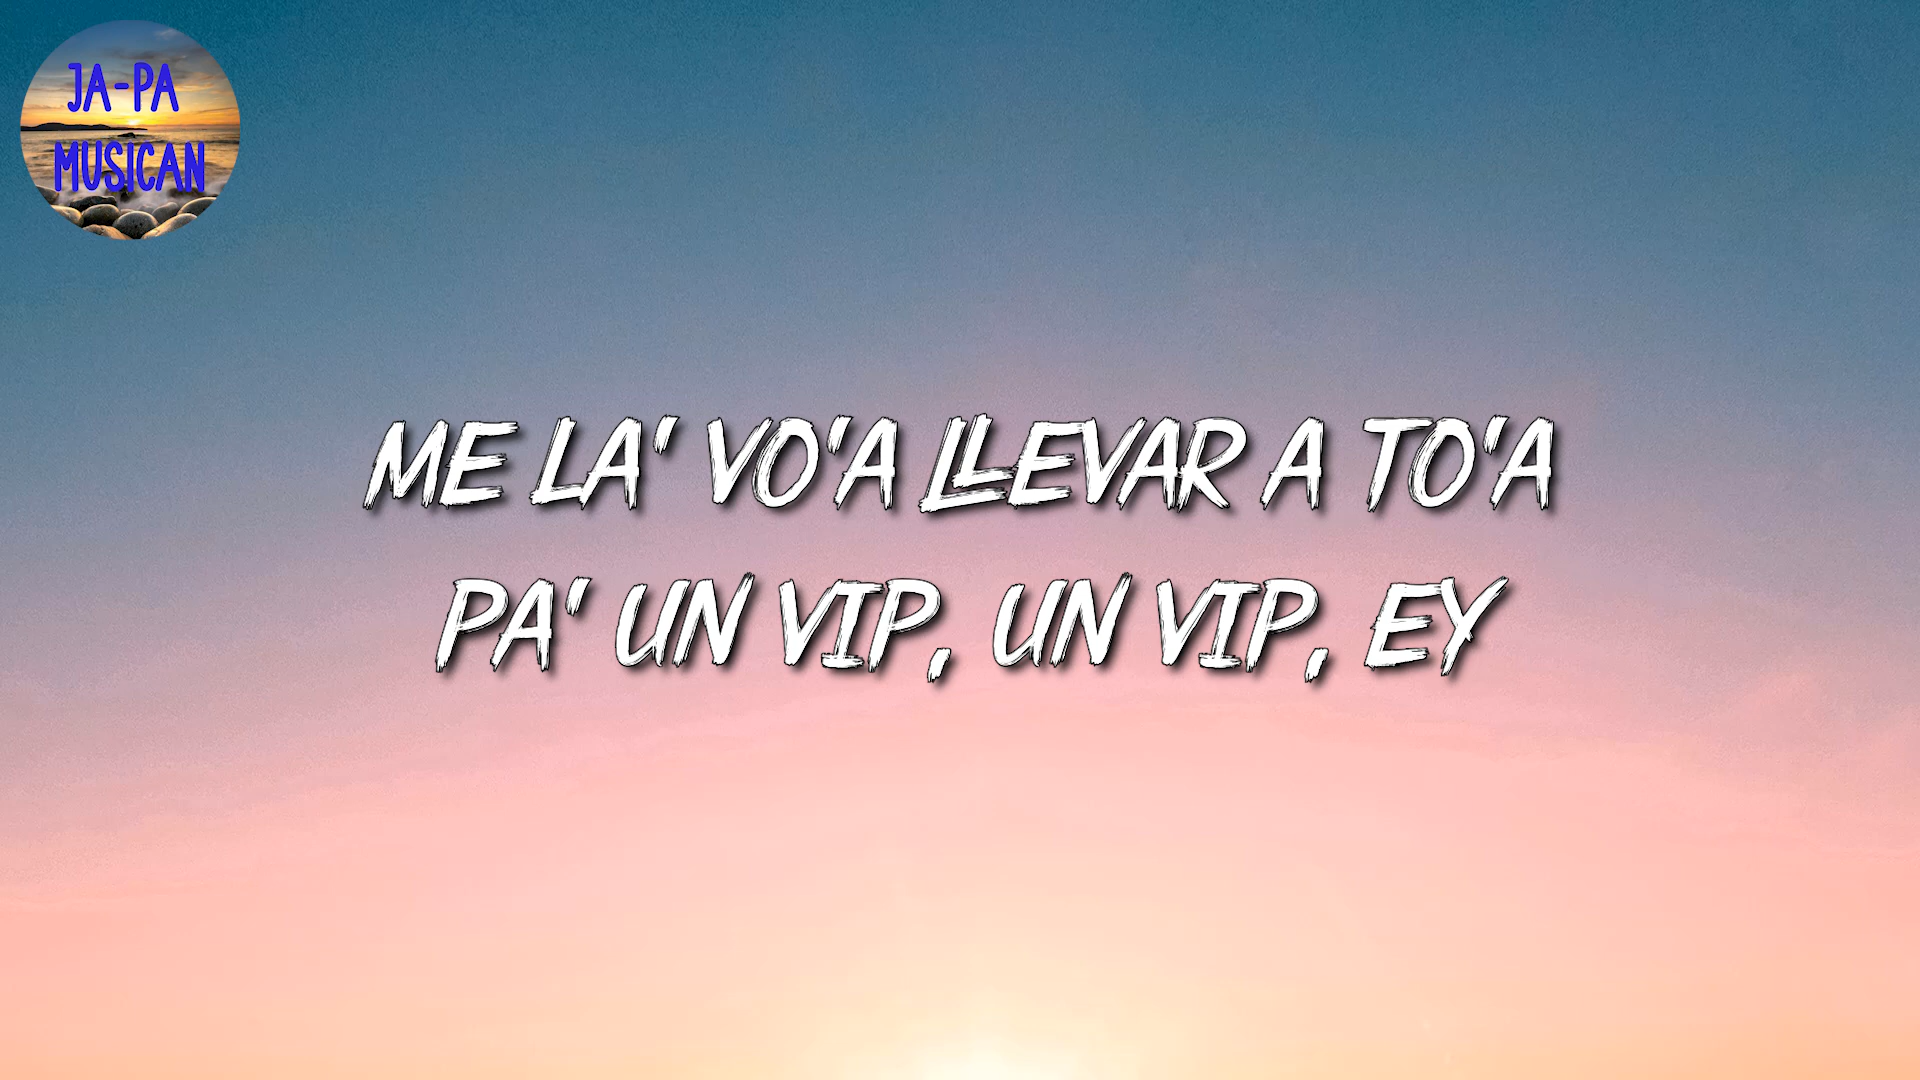 JA-PA
MUSICAN
ME LA' VO'A LLEVAR A TO'A
PA' UN VIP, UN VIP, EY